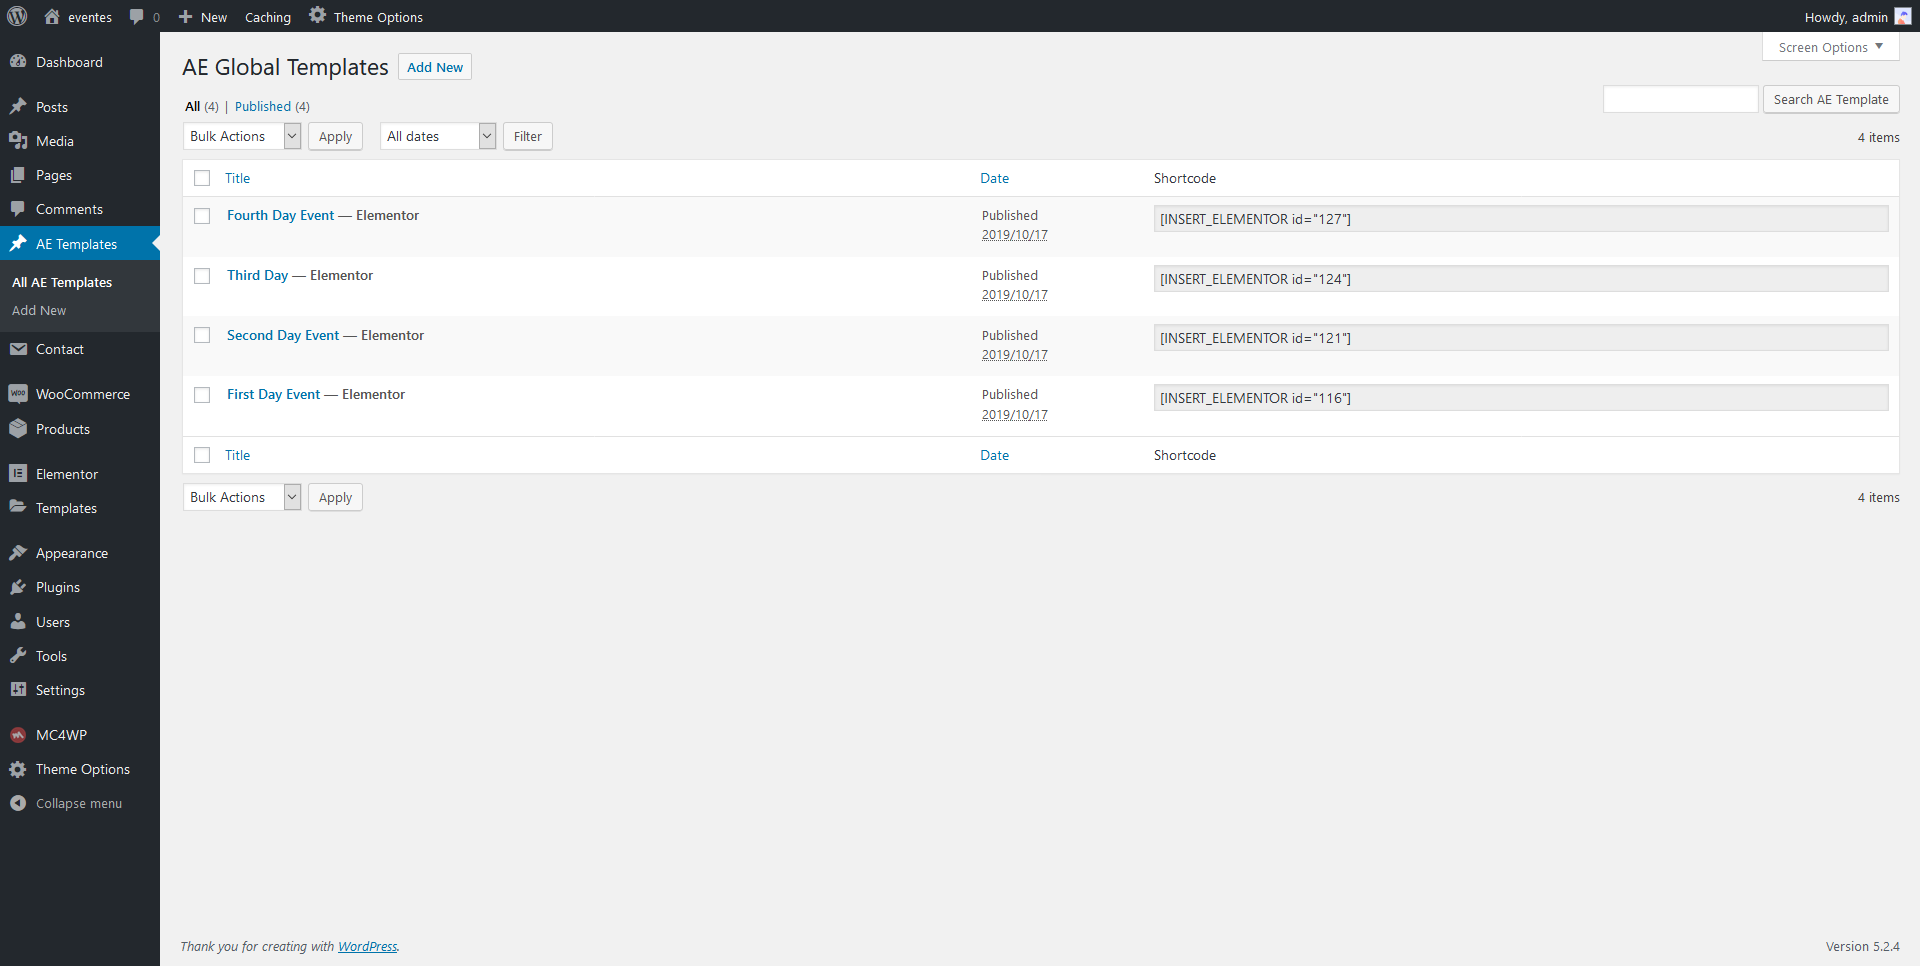 eventes 0 New Caching Theme Options Howdy, admin
Screen Options
Dashboard
Posts
Media
Pages
Comments
AE Templates
All AE Templates
Add New
Contact
WooCommerce
Products
Elementor
Templates
Appearance
Plugins
Users
Tools
Settings
MC4WP
Theme Options
Collapse menu
AE Global Templates Add New
All (4) | Published (4)
Search AE Template
Bulk Actions Apply All dates Filter
4 items
Title Date Shortcode
Fourth Day Event — Elementor Published [INSERT_ELEMENTOR id="127"]
2019/10/17
Third Day — Elementor Published [INSERT_ELEMENTOR id="124"]
2019/10/17
Second Day Event — Elementor Published [INSERT_ELEMENTOR id="121"]
2019/10/17
First Day Event — Elementor Published [INSERT_ELEMENTOR id="116"]
2019/10/17
Title Date Shortcode
Bulk Actions Apply 4 items
Thank you for creating with WordPress. Version 5.2.4